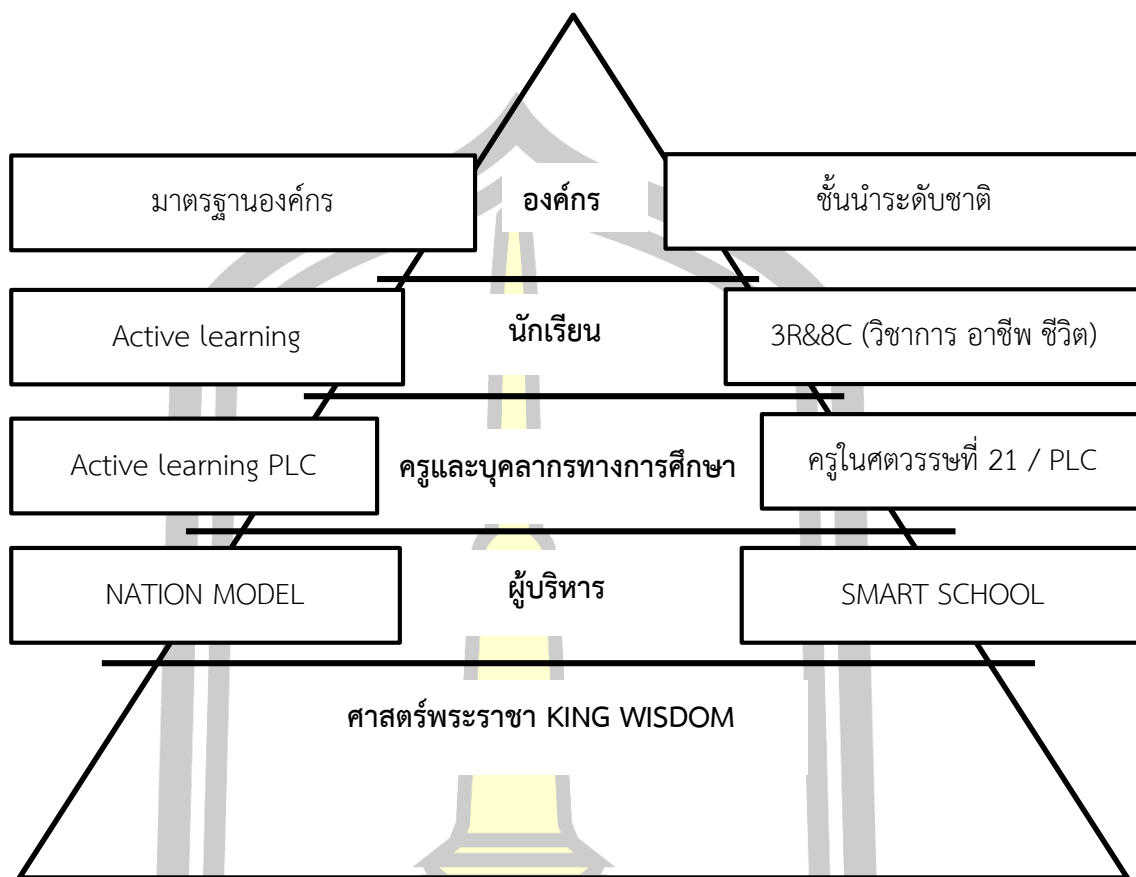 มาตรฐานองค์กร
องค์กร
ชั้นนำระดับชาติ
Active learning
นักเรียน
3R&8C (วิชาการ อาชีพ ชีวิต)
Active learning PLC
ครูและบุคลากรทางการศึกษา
ครูในศตวรรษที่ 21 / PLC
NATION MODEL
ผู้บริหาร
SMART SCHOOL
ศาสตร์พระราชา KING WISDOM